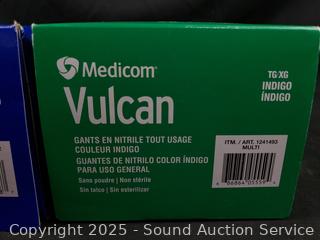 Medicom®
Vulcan
TG/XG
INDIGO
ÍNDIGO
GANTS EN NITRILE TOUT USAGE
COULEUR INDIGO
GUANTES DE NITRILO COLOR ÍNDIGO
PARA USO GENERAL
Sans poudre | Non stérile
Sin talco | Sin esterilizar
ITM. / ART. 1241493
MULTI
Copyright 2025 - Sound Auction Service